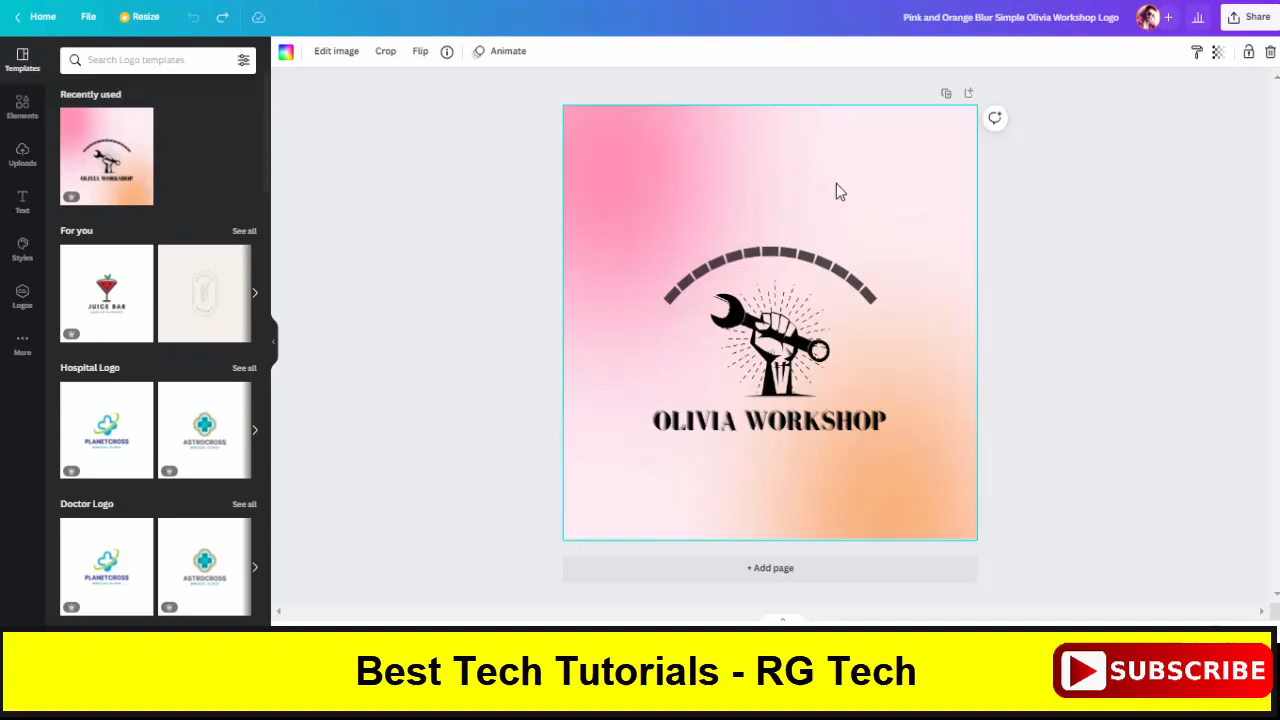 Home File Resize Pink and Orange Blur Simple Olivia Workshop Logo Share
Templates
Search Logo templates
Edit image Crop Flip Animate
Elements
Uploads
Text
Styles
CO.
Logos
More
Recently used
OLIVIA WORKSHOP
For you See all
JUICE BAR
Hospital Logo See all
PLANETCROSS ASTROCROSS
Doctor Logo See all
PLANETCROSS ASTROCROSS
OLIVIA WORKSHOP
+ Add page
Best Tech Tutorials - RG Tech
SUBSCRIBE